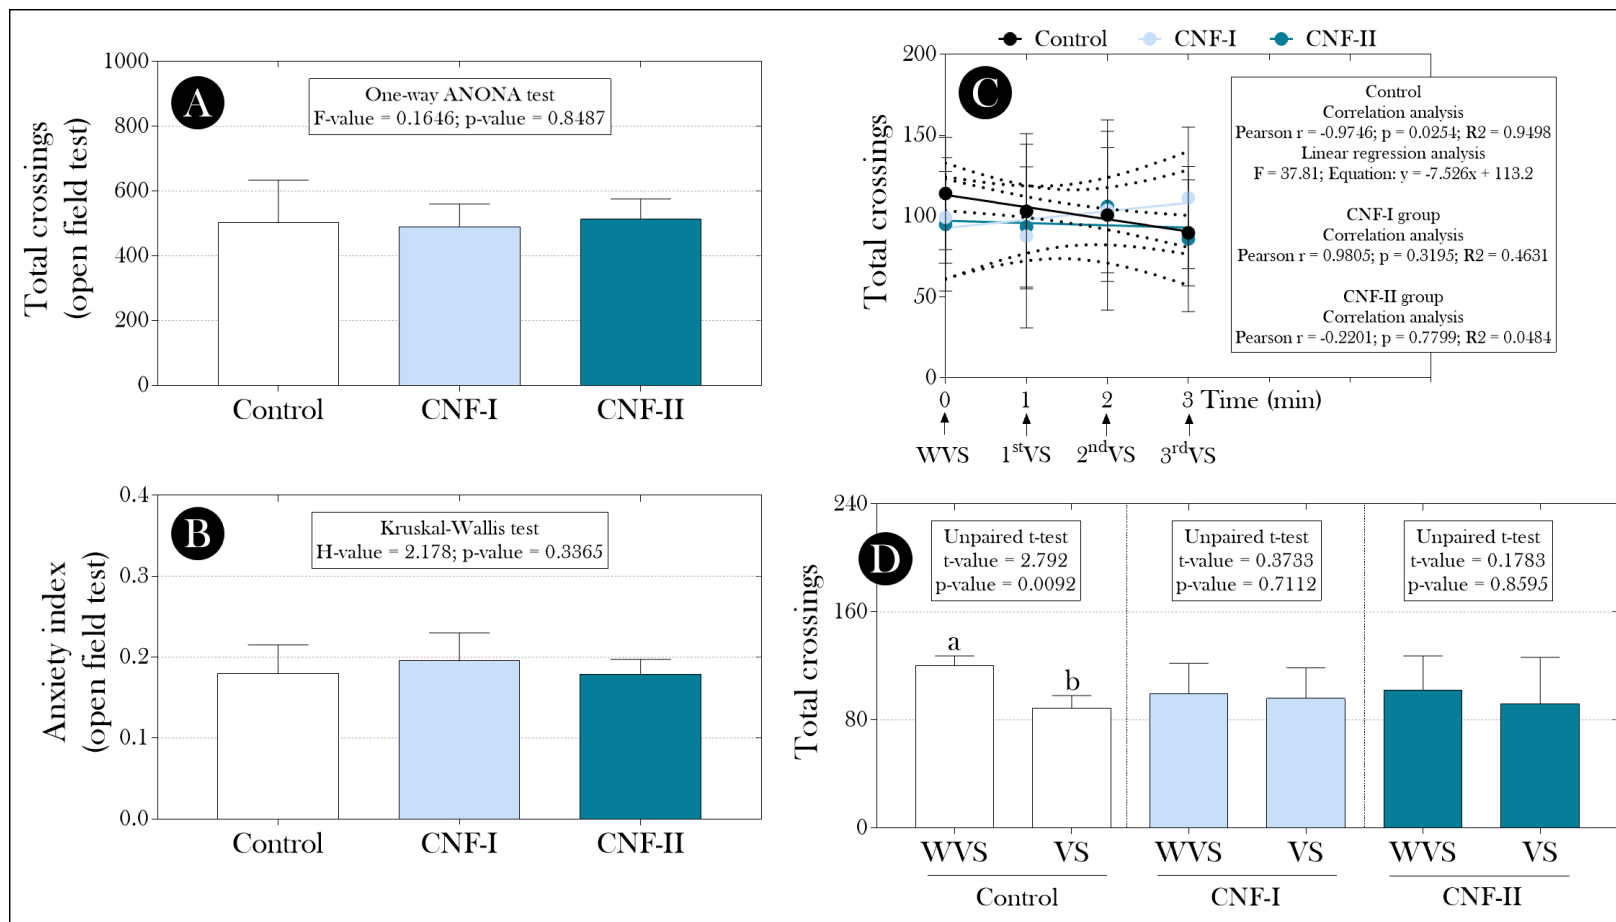 A
One-way ANONA test
F-value = 0.1646; p-value = 0.8487
Total crossings
(open field test)
1000
800
600
400
200
0
Control
CNF-I
CNF-II
B
Kruskal-Wallis test
H-value = 2.178; p-value = 0.3365
Anxiety index
(open field test)
0.4
0.3
0.2
0.1
0.0
Control
CNF-I
CNF-II
Control
CNF-I
CNF-II
C
Total crossings
200
150
100
50
0
Control
Correlation analysis
Pearson r = -0.9746; p = 0.0254; R2 = 0.9498
Linear regression analysis
F = 37.81; Equation: y = -7.526x + 113.2
CNF-I group
Correlation analysis
Pearson r = 0.9805; p = 0.3195; R2 = 0.4631
CNF-II group
Correlation analysis
Pearson r = -0.2201; p = 0.7799; R2 = 0.0484
0 1 2 3 Time (min)
WVS 1stVS 2ndVS 3rdVS
D
Total crossings
240
160
80
0
Unpaired t-test
t-value = 2.792
p-value = 0.0092
Unpaired t-test
t-value = 0.3733
p-value = 0.7112
Unpaired t-test
t-value = 0.1783
p-value = 0.8595
a
b
WVS VS WVS VS WVS VS
Control CNF-I CNF-II